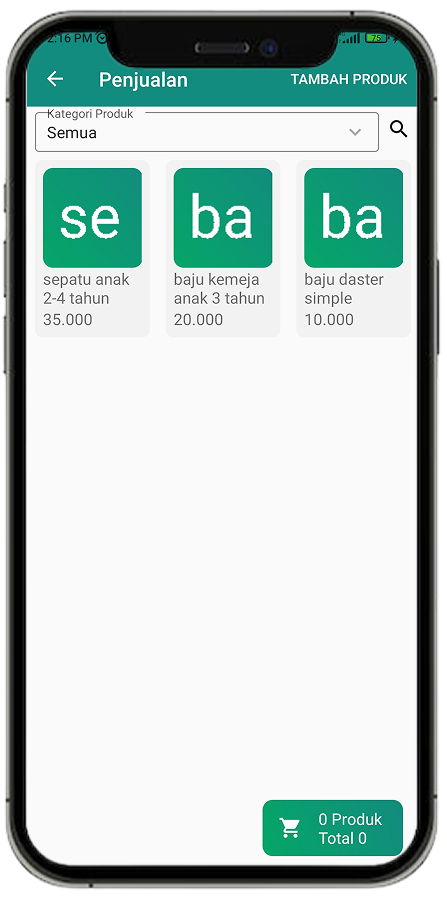 2:16 PM
75
Penjualan
TAMBAH PRODUK
Kategori Produk
Semua
se
ba
ba
sepatu anak
2-4 tahun
35.000
baju kemeja
anak 3 tahun
20.000
baju daster
simple
10.000
0 Produk
Total 0